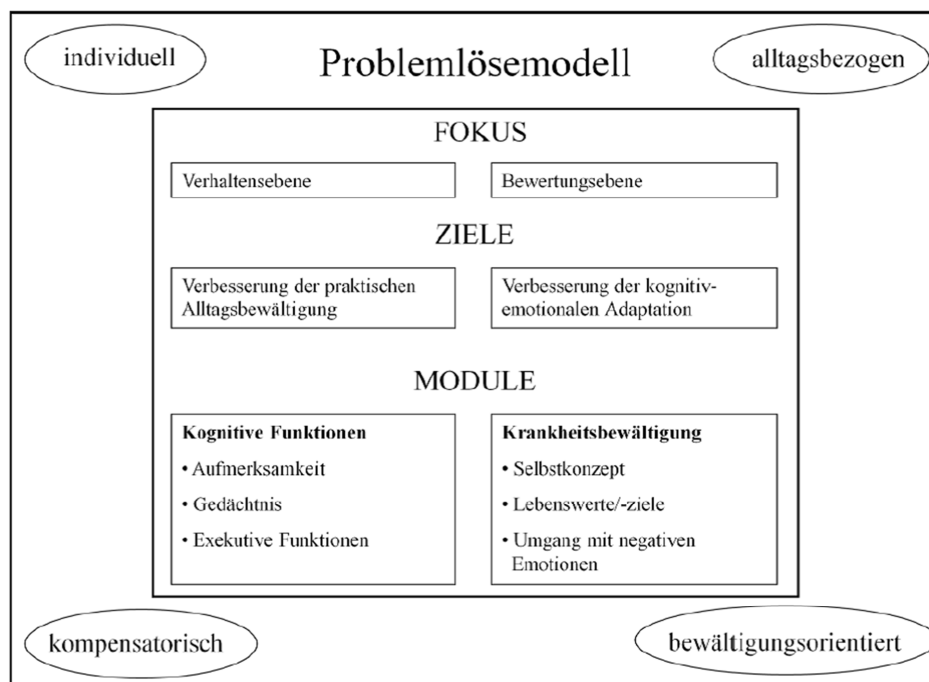 individuell
Problemlösemodell
alltagsbezogen
FOKUS
Verhaltensebene
Bewertungsebene
ZIELE
Verbesserung der praktischen
Alltagsbewältigung
Verbesserung der kognitiv-
emotionalen Adaptation
MODULE
Kognitive Funktionen
• Aufmerksamkeit
• Gedächtnis
• Exekutive Funktionen
Krankheitsbewältigung
• Selbstkonzept
• Lebenswerte/-ziele
• Umgang mit negativen
Emotionen
kompensatorisch
bewältigungsorientiert